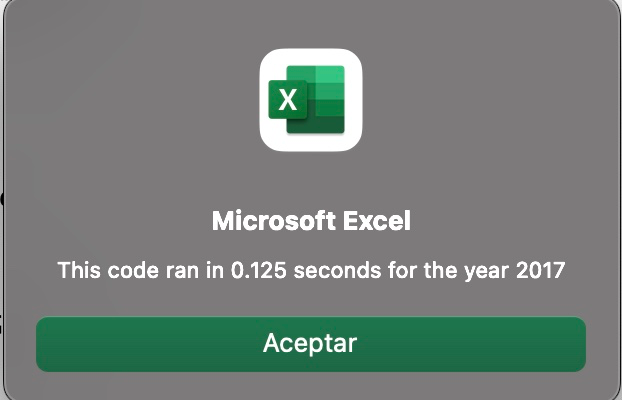 X
Microsoft Excel
This code ran in 0.125 seconds for the year 2017
Aceptar